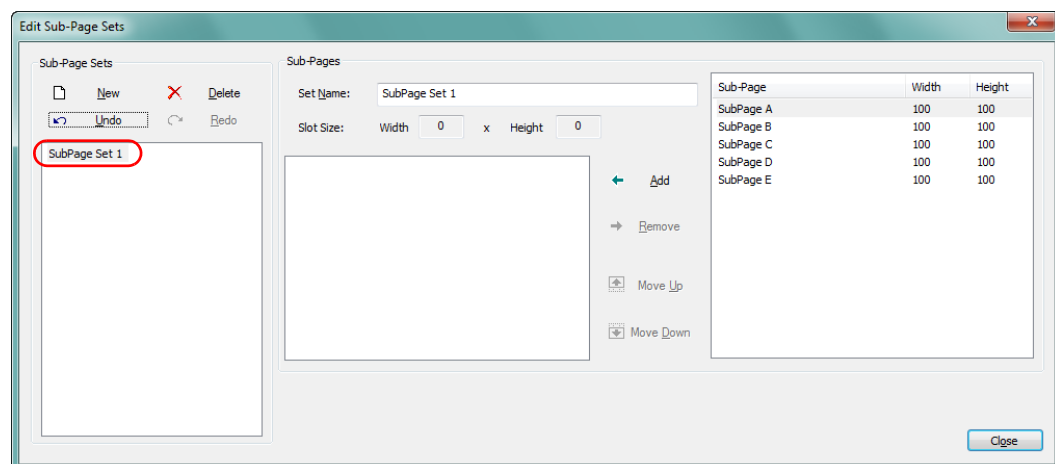 Edit Sub-Page Sets
x
Sub-Page Sets
New
Delete
Undo
Redo
SubPage Set 1
Sub-Pages
Set Name: SubPage Set 1
Slot Size: Width 0 x Height 0
Add
Remove
Move Up
Move Down
Sub-Page Width Height
SubPage A 100 100
SubPage B 100 100
SubPage C 100 100
SubPage D 100 100
SubPage E 100 100
Close